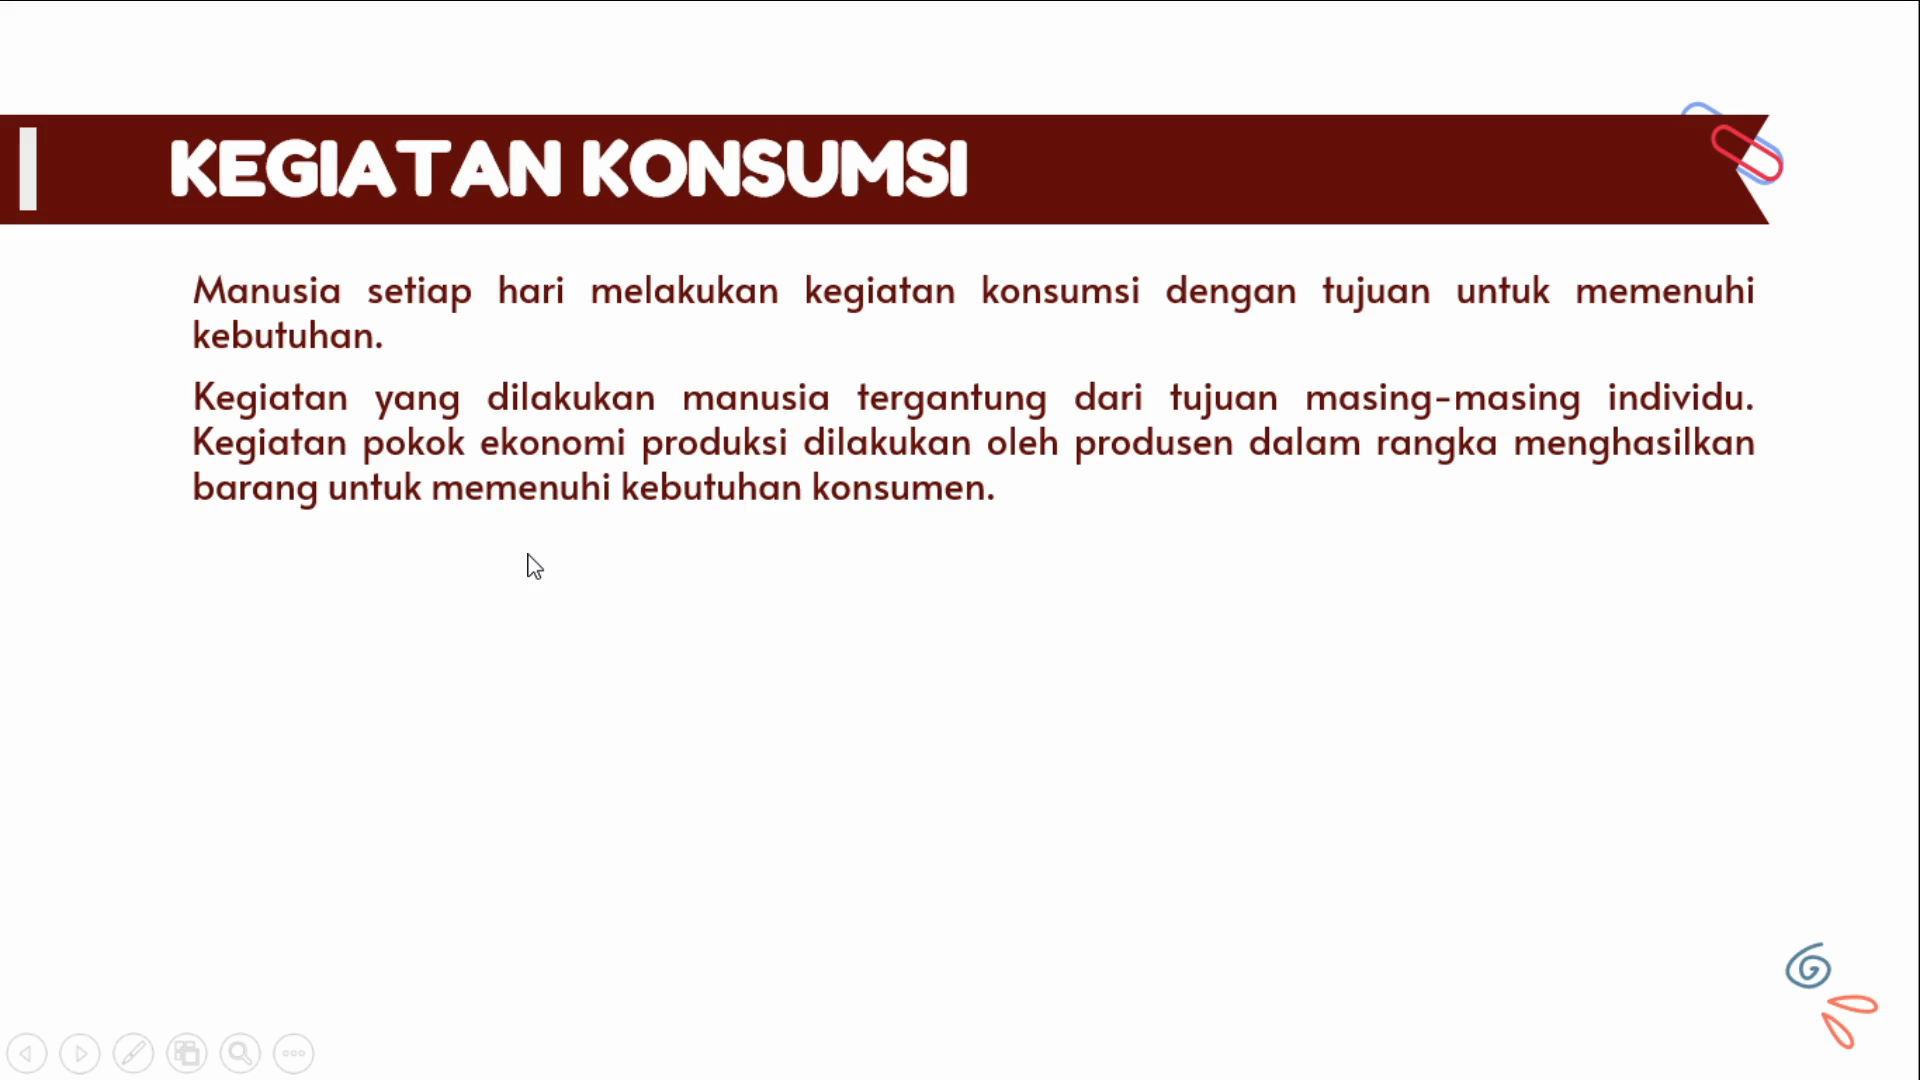 KEGIATAN KONSUMSI
Manusia setiap hari melakukan kegiatan konsumsi dengan tujuan untuk memenuhi
kebutuhan.
Kegiatan yang dilakukan manusia tergantung dari tujuan masing-masing individu.
Kegiatan pokok ekonomi produksi dilakukan oleh produsen dalam rangka menghasilkan
barang untuk memenuhi kebutuhan konsumen.